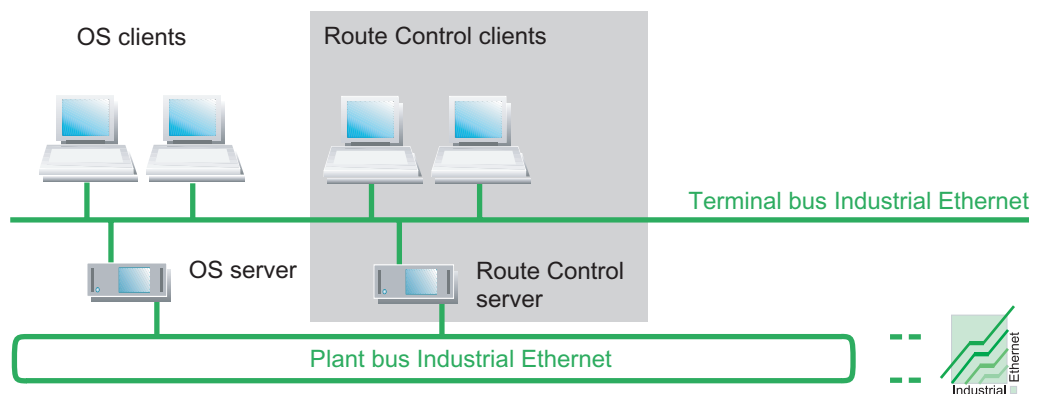 OS clients
Route Control clients
Terminal bus Industrial Ethernet
OS server
Route Control
server
Plant bus Industrial Ethernet
Industrial
Ethernet